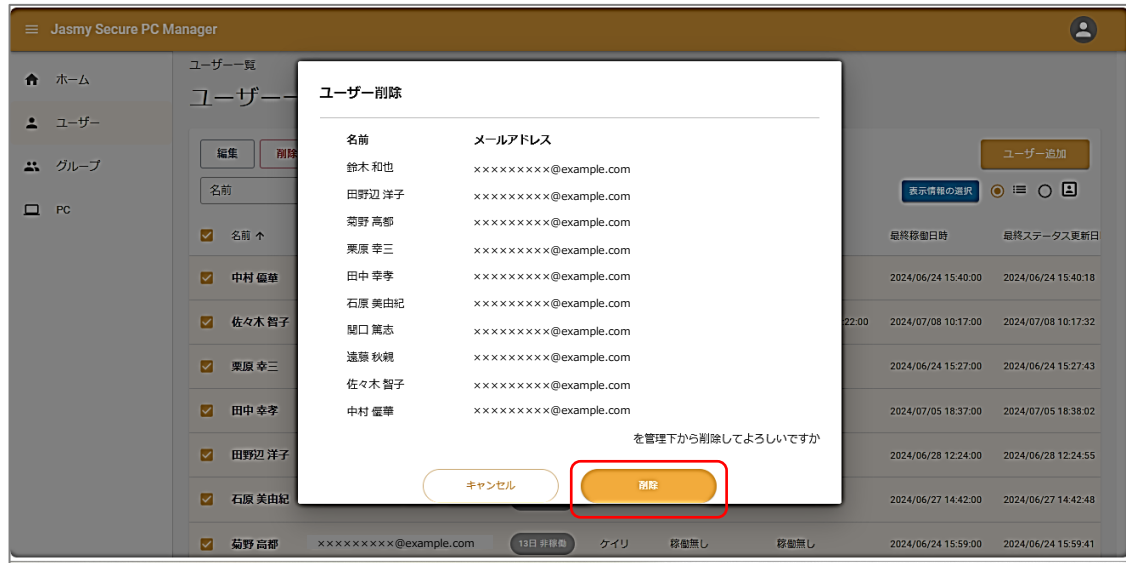 Jasmy Secure PC Manager
ホーム
ユーザー
グループ
PC
ユーザー一覧
ユーザー一
編集 削除
ユーザー追加
名前
表示情報の選択
名前 最終稼働日時 最終ステータス更新日
中村 優華 2024/06/24 15:40:00 2024/06/24 15:40:18
佐々木 智子 :22:00 2024/07/08 10:17:00 2024/07/08 10:17:32
栗原 幸三 2024/06/24 15:27:00 2024/06/24 15:27:43
田中 幸孝 2024/07/05 18:37:00 2024/07/05 18:38:02
田野辺 洋子 2024/06/28 12:24:00 2024/06/28 12:24:55
石原 美由紀 2024/06/27 14:42:00 2024/06/27 14:42:48
菊野 高都 ×××××××××@example.com 13日 非稼働 ケイリ 稼働無し 稼働無し 2024/06/24 15:59:00 2024/06/24 15:59:41
ユーザー削除
名前 メールアドレス
鈴木 和也 ×××××××××@example.com
田野辺 洋子 ×××××××××@example.com
菊野 高都 ×××××××××@example.com
栗原 幸三 ×××××××××@example.com
田中 幸孝 ×××××××××@example.com
石原 美由紀 ×××××××××@example.com
関口 篤志 ×××××××××@example.com
遠藤 秋親 ×××××××××@example.com
佐々木 智子 ×××××××××@example.com
中村 優華 ×××××××××@example.com
を管理下から削除してよろしいですか
キャンセル 削除